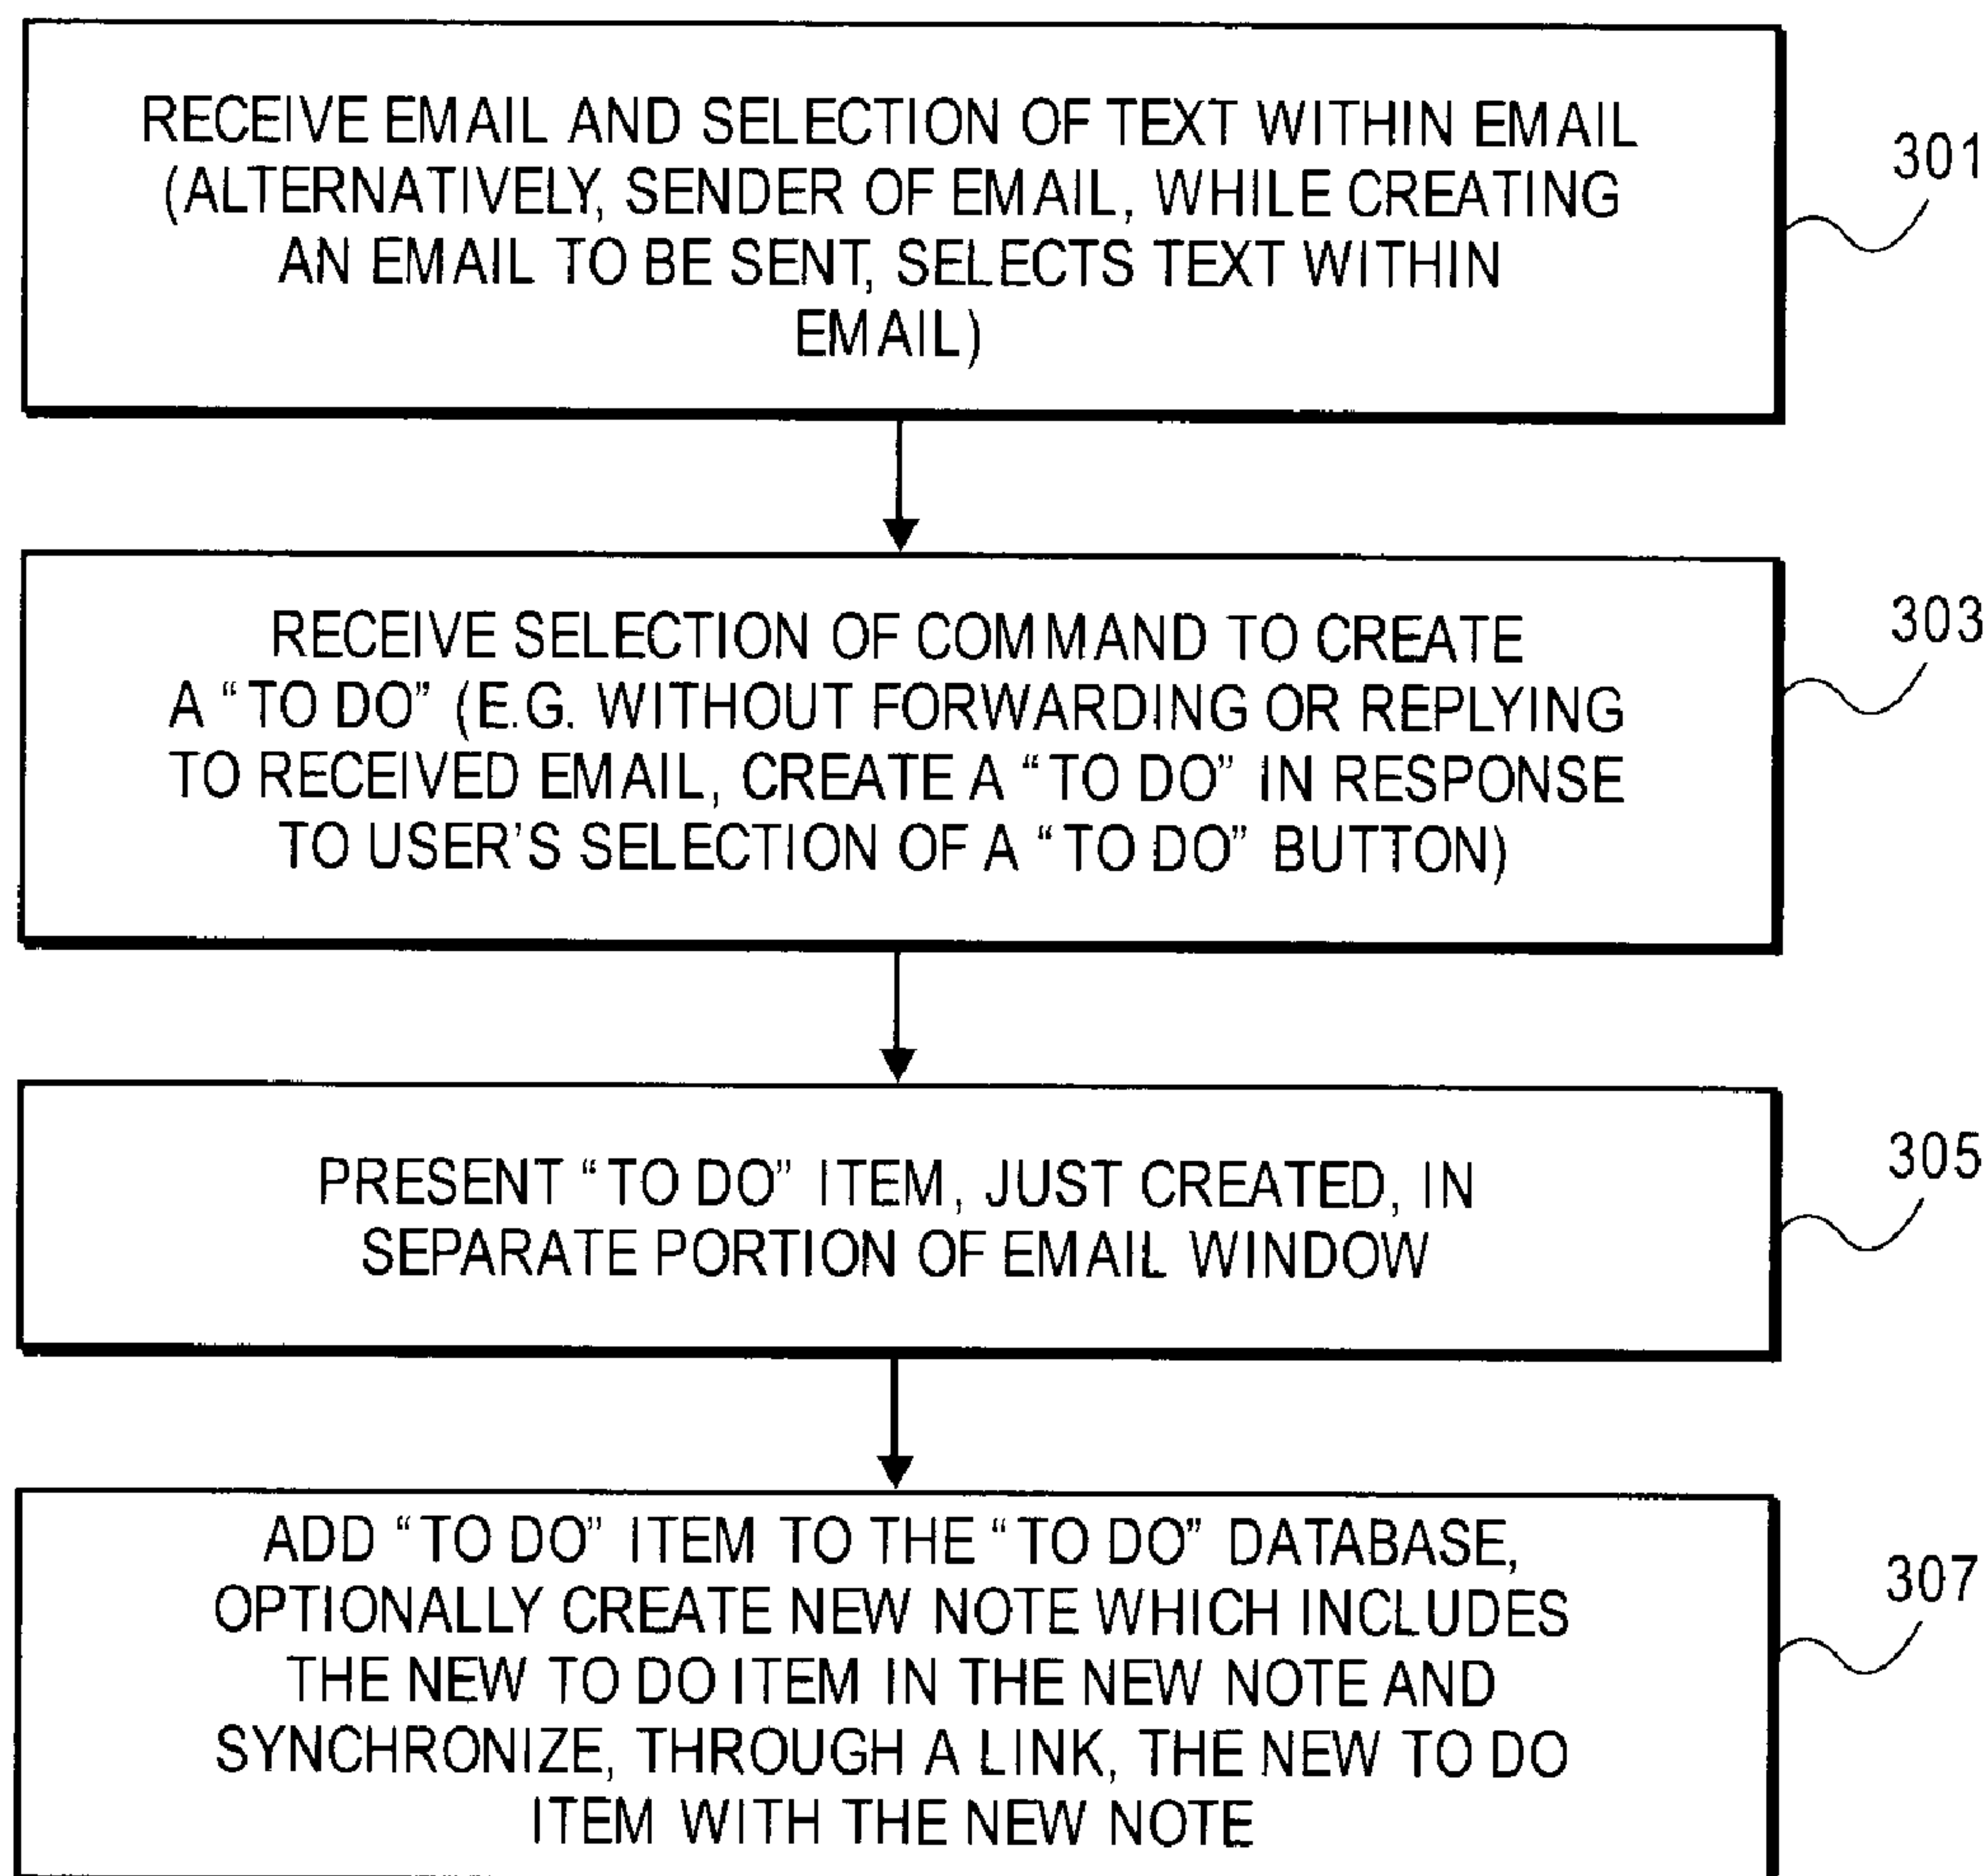 RECEIVE EMAIL AND SELECTION OF TEXT WITHIN EMAIL
(ALTERNATIVELY, SENDER OF EMAIL, WHILE CREATING
AN EMAIL TO BE SENT, SELECTS TEXT WITHIN
EMAIL)
301
RECEIVE SELECTION OF COMMAND TO CREATE
A “TO DO” (E.G. WITHOUT FORWARDING OR REPLYING
TO RECEIVED EMAIL, CREATE A “TO DO” IN RESPONSE
TO USER’S SELECTION OF A “TO DO” BUTTON)
303
PRESENT “TO DO” ITEM, JUST CREATED, IN
SEPARATE PORTION OF EMAIL WINDOW
305
ADD “TO DO” ITEM TO THE “TO DO” DATABASE,
OPTIONALLY CREATE NEW NOTE WHICH INCLUDES
THE NEW TO DO ITEM IN THE NEW NOTE AND
SYNCHRONIZE, THROUGH A LINK, THE NEW TO DO
ITEM WITH THE NEW NOTE
307